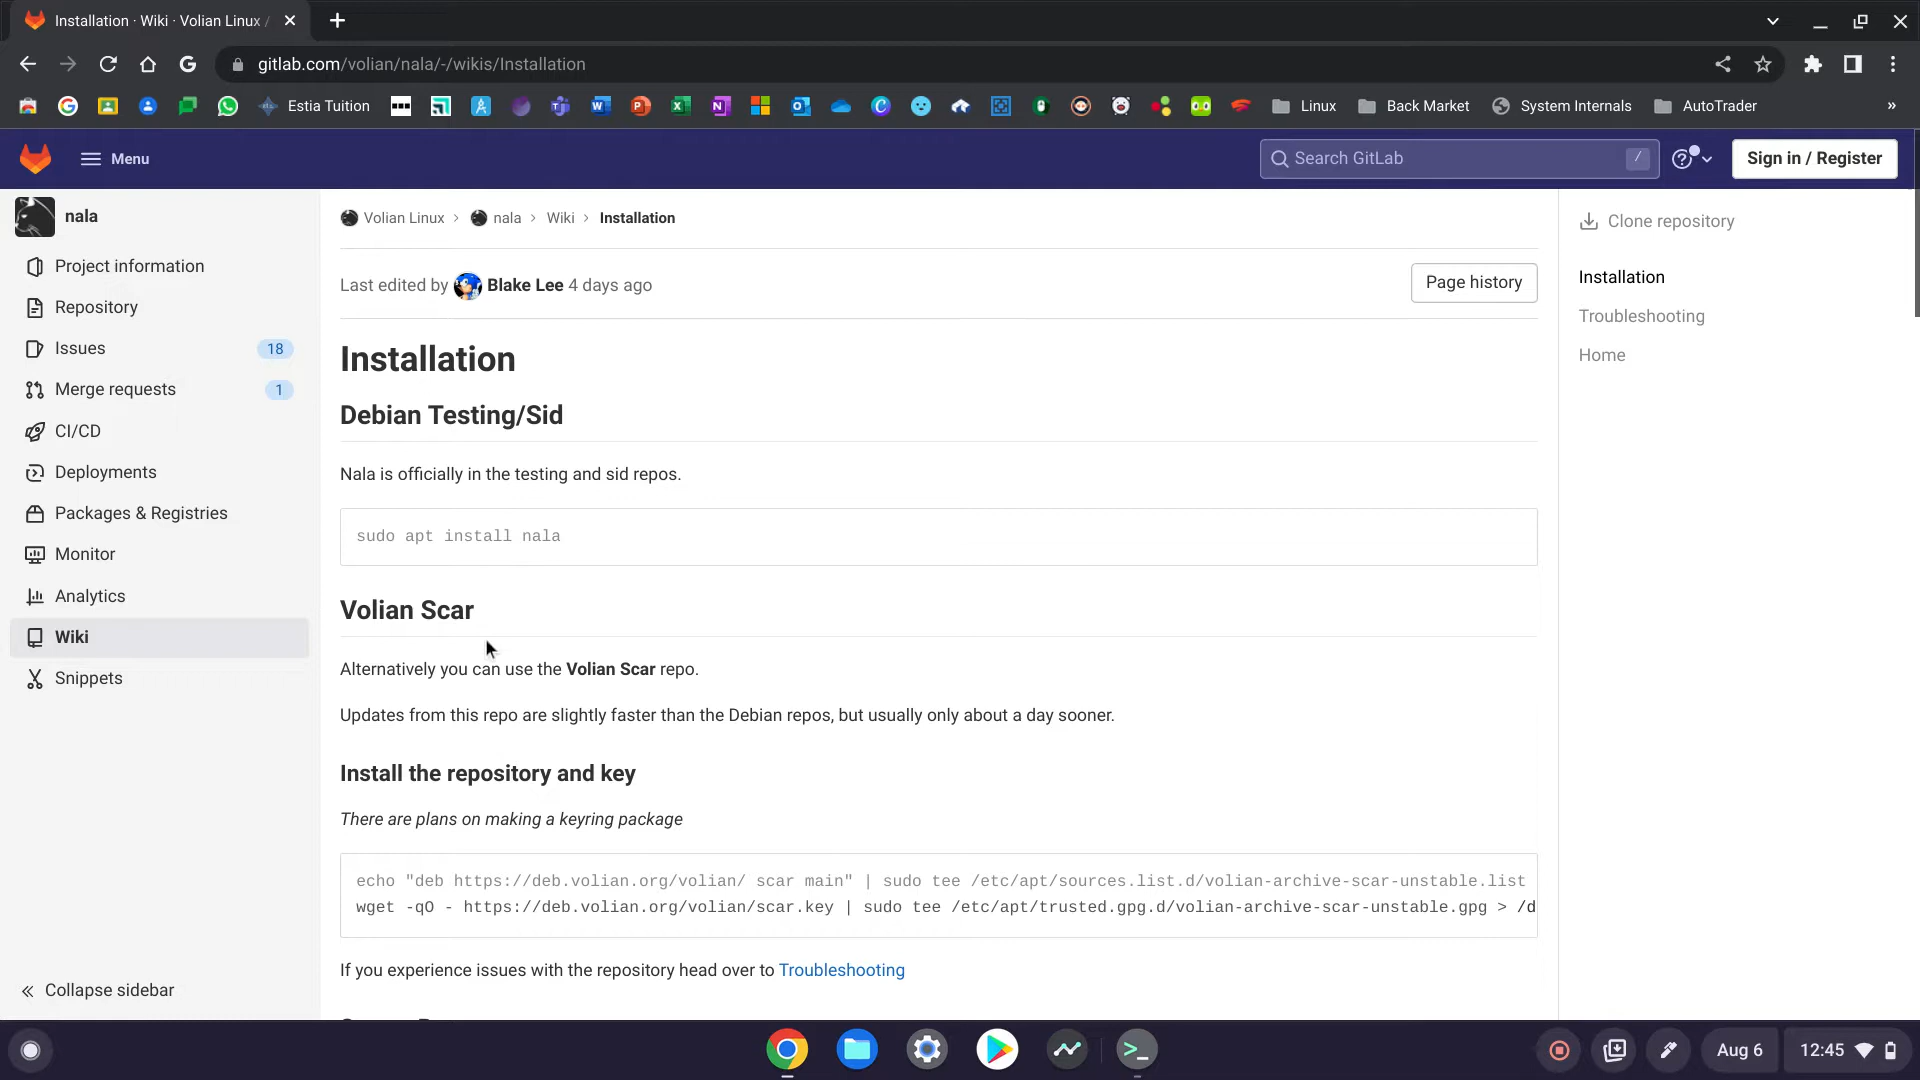 Installation · Wiki · Volian Linux /
gitlab.com/volian/nala/-/wikis/Installation
Estia Tuition
Linux
Back Market
System Internals
AutoTrader
»
Menu
Search GitLab
/
Sign in / Register
nala
Project information
Repository
Issues 18
Merge requests 1
CI/CD
Deployments
Packages & Registries
Monitor
Analytics
Wiki
Snippets
Collapse sidebar
Volian Linux > nala > Wiki > Installation
Last edited by Blake Lee 4 days ago
Page history
Installation
Debian Testing/Sid
Nala is officially in the testing and sid repos.
sudo apt install nala
Volian Scar
Alternatively you can use the Volian Scar repo.
Updates from this repo are slightly faster than the Debian repos, but usually only about a day sooner.
Install the repository and key
There are plans on making a keyring package
echo "deb https://deb.volian.org/volian/ scar main" | sudo tee /etc/apt/sources.list.d/volian-archive-scar-unstable.list
wget -qO - https://deb.volian.org/volian/scar.key | sudo tee /etc/apt/trusted.gpg.d/volian-archive-scar-unstable.gpg > /d
If you experience issues with the repository head over to Troubleshooting
Clone repository
Installation
Troubleshooting
Home
Aug 6
12:45